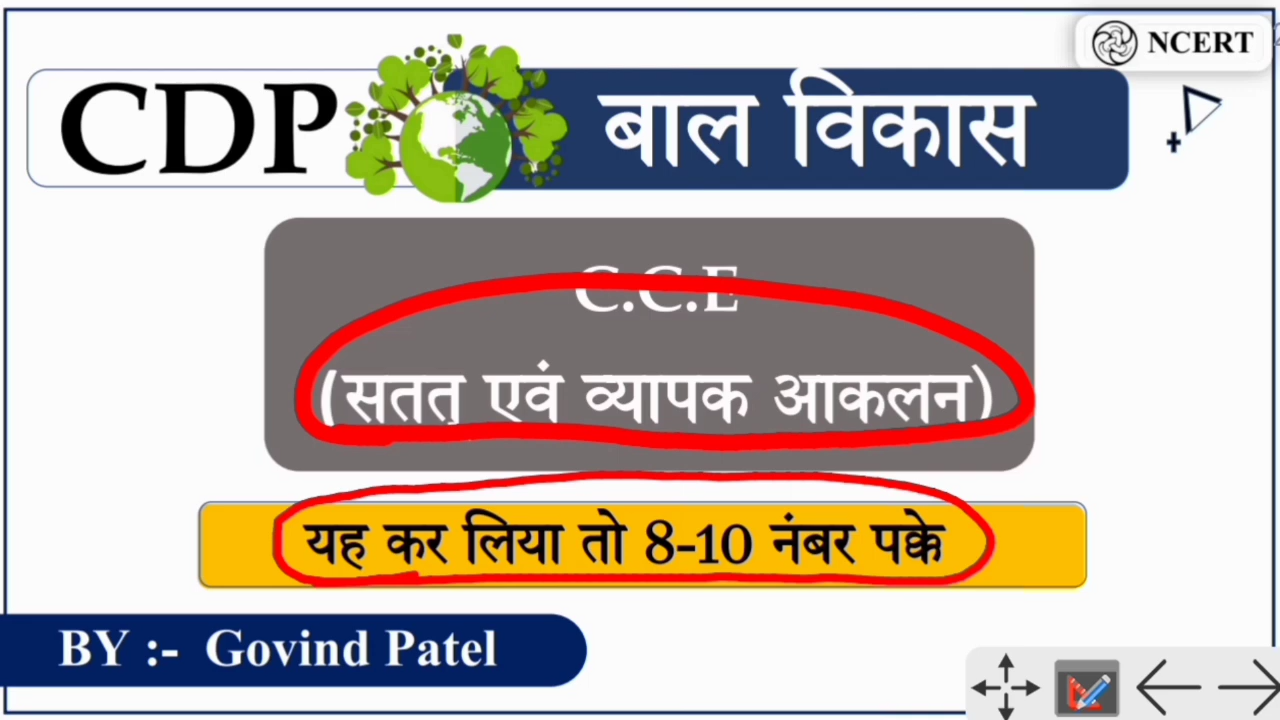 NCERT
CDP बाल विकास
C.C.E
(सतत् एवं व्यापक आकलन)
यह कर लिया तो 8-10 नंबर पक्के
BY :- Govind Patel